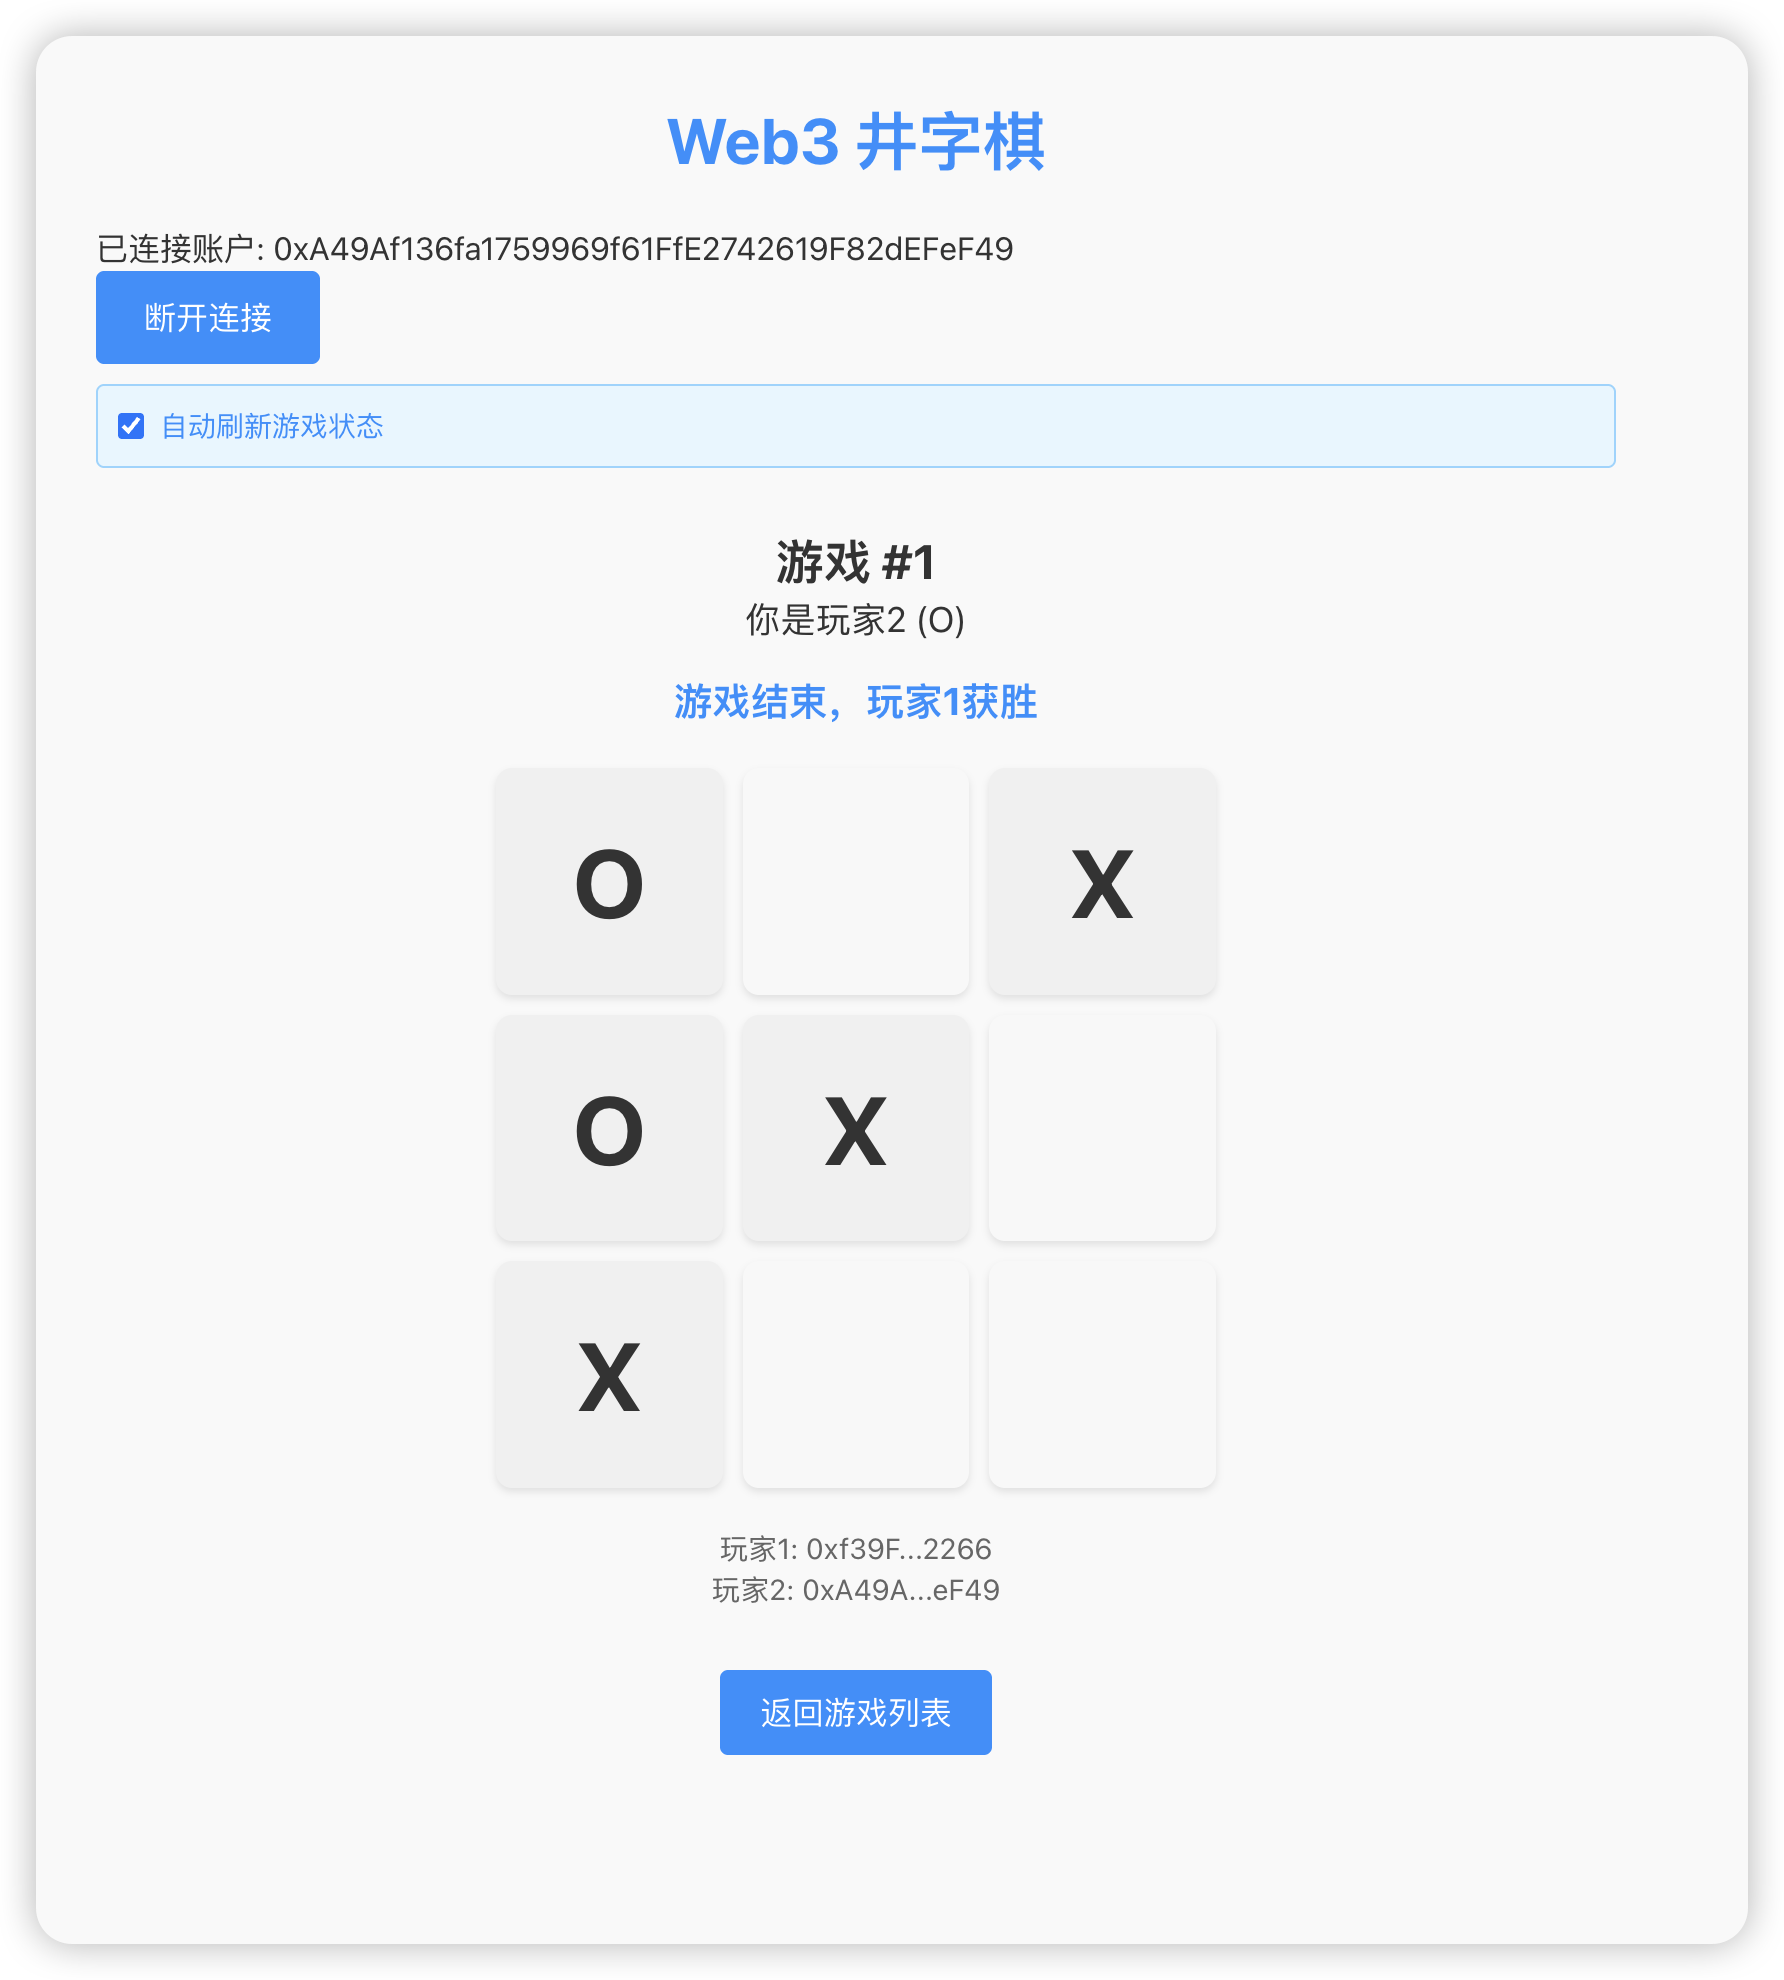 Web3 井字棋
已连接账户: 0xA49Af136fa1759969f61FfE2742619F82dEFeF49
断开连接
自动刷新游戏状态
游戏 #1
你是玩家2 (O)
游戏结束，玩家1获胜
O X
O X
X
玩家1: 0xf39F...2266
玩家2: 0xA49A...eF49
返回游戏列表